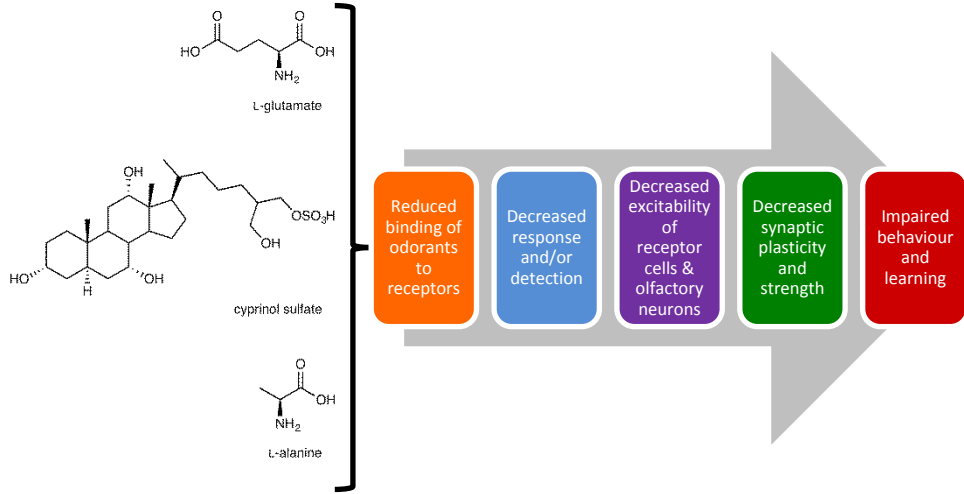 O
O
HO
OH
NH₂
L-glutamate
OH
OSO₃H
OH
HO
OH
H
cyprinol sulfate
O
OH
NH₂
L-alanine
Reduced
binding of
odorants
to
receptors
Decreased
response
and/or
detection
Decreased
excitability
of
receptor
cells &
olfactory
neurons
Decreased
synaptic
plasticity
and
strength
Impaired
behaviour
and
learning